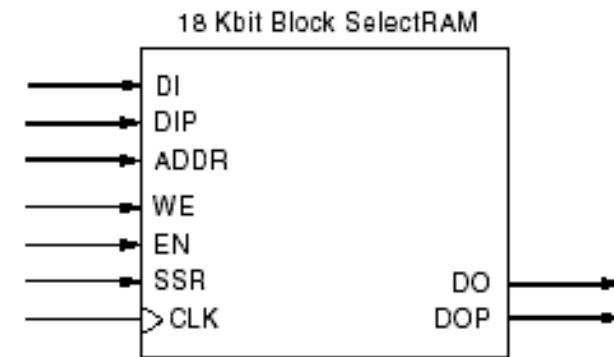 18 Kbit Block SelectRAM
DI
DIP
ADDR
WE
EN
SSR
DO
CLK
DOP